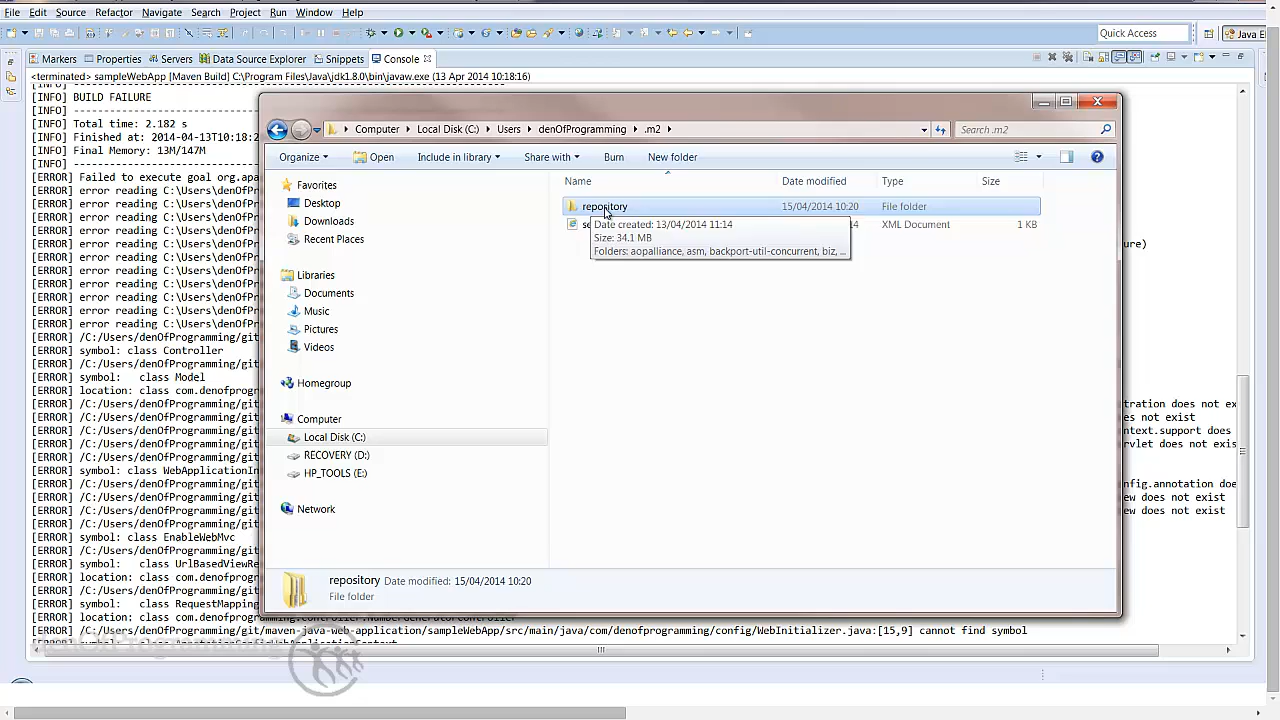 File Edit Source Refactor Navigate Search Project Run Window Help
Quick Access
Java E
Markers Properties Servers Data Source Explorer Snippets Console
<terminated> sampleWebApp [Maven Build] C:\Program Files\Java\jdk1.8.0\bin\javaw.exe (13 Apr 2014 10:18:16)
[INFO] BUILD FAILURE
[INFO]
[INFO] Total time: 2.182 s
[INFO] Finished at: 2014-04-13T10:18:2
[INFO] Final Memory: 13M/147M
[INFO]
[ERROR] Failed to execute goal org.apa
[ERROR] error reading C:\Users\denOfPr
[ERROR] error reading C:\Users\denOfPr
[ERROR] error reading C:\Users\denOfPr
[ERROR] error reading C:\Users\denOfPr
[ERROR] error reading C:\Users\denOfPr
[ERROR] error reading C:\Users\denOfPr
[ERROR] error reading C:\Users\denOfPr
[ERROR] error reading C:\Users\denOfPr
[ERROR] error reading C:\Users\denOfPr
[ERROR] error reading C:\Users\denOfPr
[ERROR] error reading C:\Users\denOfPr
[ERROR] /C:/Users/denOfProgramming/git
[ERROR] symbol: class Controller
[ERROR] /C:/Users/denOfProgramming/git
[ERROR] symbol:   class Model
[ERROR] location: class com.denofprogr
[ERROR] /C:/Users/denOfProgramming/git
[ERROR] /C:/Users/denOfProgramming/git
[ERROR] /C:/Users/denOfProgramming/git
[ERROR] /C:/Users/denOfProgramming/git
[ERROR] /C:/Users/denOfProgramming/git
[ERROR] symbol: class WebApplicationIn
[ERROR] /C:/Users/denOfProgramming/git
[ERROR] /C:/Users/denOfProgramming/git
[ERROR] /C:/Users/denOfProgramming/git
[ERROR] /C:/Users/denOfProgramming/git
[ERROR] symbol: class EnableWebMvc
[ERROR] /C:/Users/denOfProgramming/git
[ERROR] symbol:   class UrlBasedViewRe
[ERROR] location: class com.denofprogr
[ERROR] symbol:   class RequestMapping
[ERROR] location: class com.denofprogramming.controller.NumberGeneratorController
[ERROR] /C:/Users/denOfProgramming/git/maven-java-web-application/sampleWebApp/src/main/java/com/denofprogramming/config/WebInitializer.java:[15,9] cannot find symbol
ure)
tration does not ex
es not exist
ntext.support does
rvlet does not exis
nfig.annotation doe
ew does not exist
ew does not exist
Computer Local Disk (C:) Users denOfProgramming .m2
Search .m2
Organize Open Include in library Share with Burn New folder
Name Date modified Type Size
repository 15/04/2014 10:20 File folder
se 14 XML Document 1 KB
Date created: 13/04/2014 11:14
Size: 34.1 MB
Folders: aopalliance, asm, backport-util-concurrent, biz, ...
Favorites
Desktop
Downloads
Recent Places
Libraries
Documents
Music
Pictures
Videos
Homegroup
Computer
Local Disk (C:)
RECOVERY (D:)
HP_TOOLS (E:)
Network
repository Date modified: 15/04/2014 10:20
File folder
DenOfProgramming